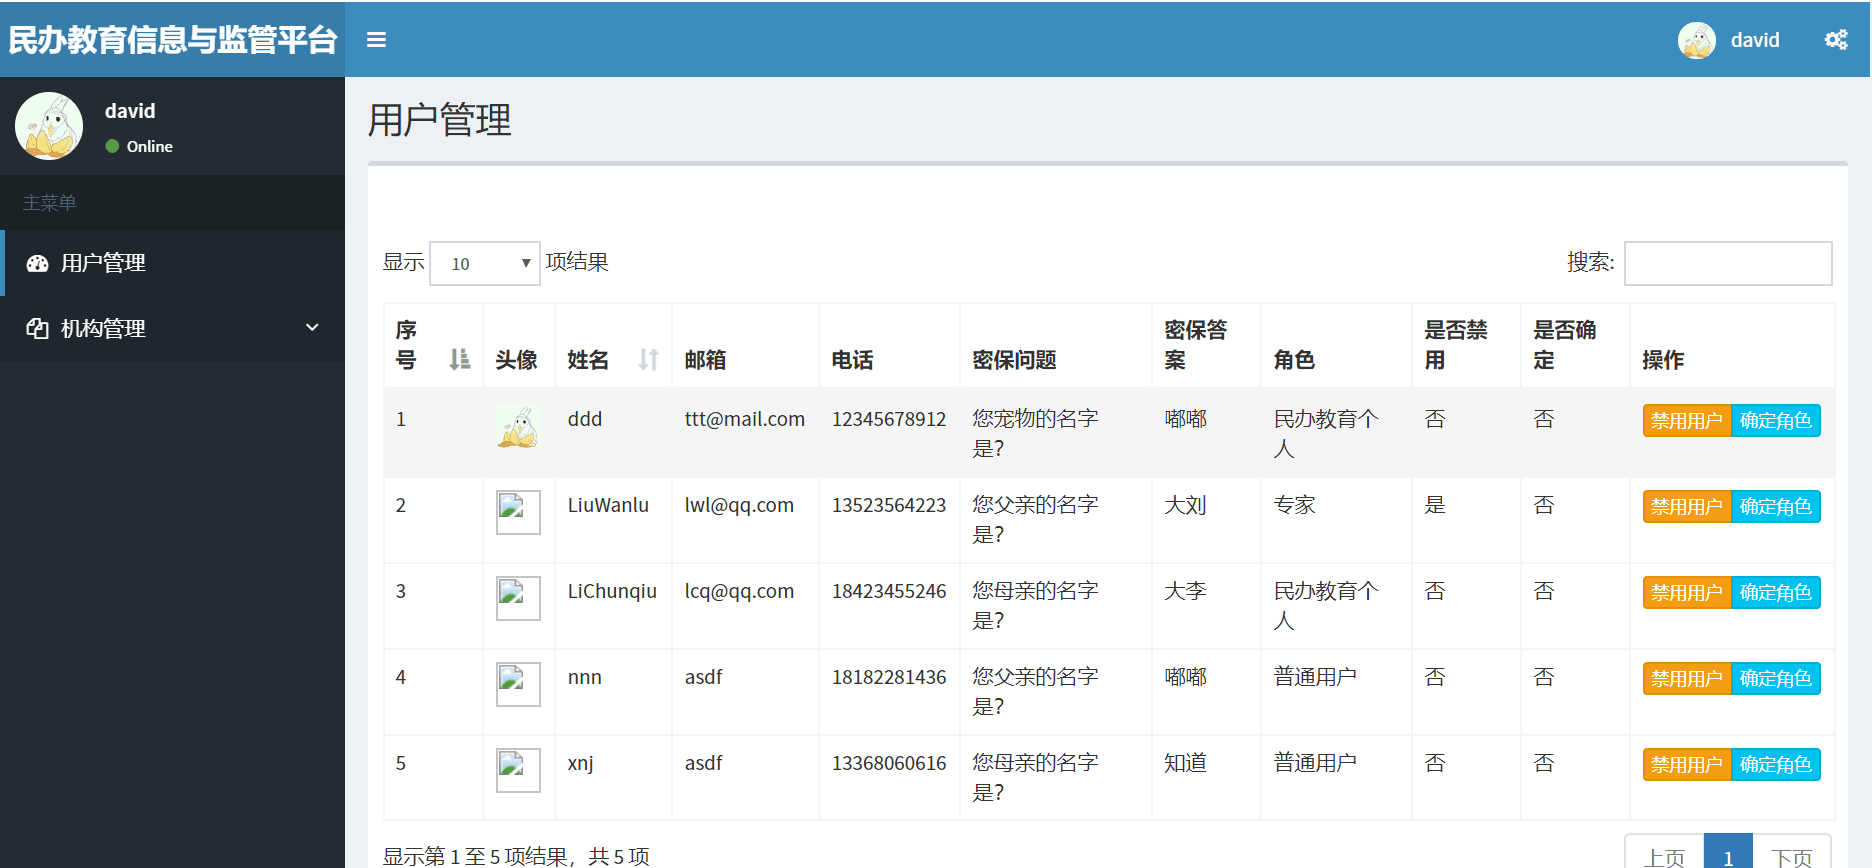 民办教育信息与监管平台
david
david
Online
主菜单
用户管理
机构管理
用户管理
显示 10 项结果
搜索:
序号 头像 姓名 邮箱 电话 密保问题 密保答案 角色 是否禁用 是否确定 操作
1 ddd ttt@mail.com 12345678912 您宠物的名字是? 嘟嘟 民办教育个人 否 否 禁用用户 确定角色
2 LiuWanlu lwl@qq.com 13523564223 您父亲的名字是? 大刘 专家 是 否 禁用用户 确定角色
3 LiChunqiu lcq@qq.com 18423455246 您母亲的名字是? 大李 民办教育个人 否 否 禁用用户 确定角色
4 nnn asdf 18182281436 您父亲的名字是? 嘟嘟 普通用户 否 否 禁用用户 确定角色
5 xnj asdf 13368060616 您母亲的名字是? 知道 普通用户 否 否 禁用用户 确定角色
显示第 1 至 5 项结果，共 5 项
上页 1 下页